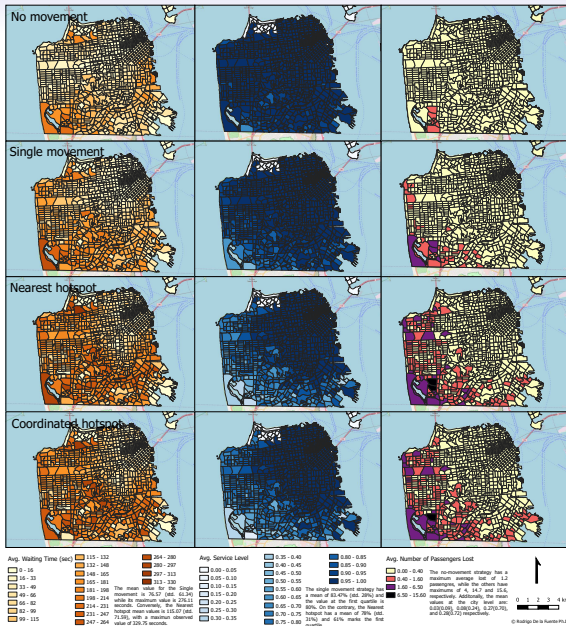 No movement
Single movement
Nearest hotspot
Coordinated hotspot
Avg. Waiting Time (sec)
0 - 16
16 - 33
33 - 49
49 - 66
66 - 82
82 - 99
99 - 115
115 - 132
132 - 148
148 - 165
165 - 181
181 - 198
198 - 214
214 - 231
231 - 247
247 - 264
264 - 280
280 - 297
297 - 313
313 - 330
The mean value for the Single
movement is 76.57 (std. 61.34)
while its maximum value is 276.11
seconds. Conversely, the Nearest
hotspot mean value is 115.07 (std.
71.59), with a maximum observed
value of 329.75 seconds.
Avg. Service Level
0.00 - 0.05
0.05 - 0.10
0.10 - 0.15
0.15 - 0.20
0.20 - 0.25
0.25 - 0.30
0.30 - 0.35
0.35 - 0.40
0.40 - 0.45
0.45 - 0.50
0.50 - 0.55
0.55 - 0.60
0.60 - 0.65
0.65 - 0.70
0.70 - 0.75
0.75 - 0.80
0.80 - 0.85
0.85 - 0.90
0.90 - 0.95
0.95 - 1.00
The single movement strategy has
a mean of 83.47% (std. 28%) and
the value at the first quartile is
80%. On the contrary, the Nearest
hotspot has a mean of 79% (std.
31%) and 61% marks the first
Avg. Number of Passengers Lost
0.00 - 0.40
0.40 - 1.60
1.60 - 6.50
6.50 - 15.60
The no-movement strategy has a
maximum average lost of 1.2
passengers, while the others have
maximums of 4, 14.7 and 15.6,
respectively. Additionally, the mean
values at the city level are:
0.03(0.09), 0.08(0.24), 0.27(0.70),
and 0.28(0.72) respectively.
0 1 2 3 4 km